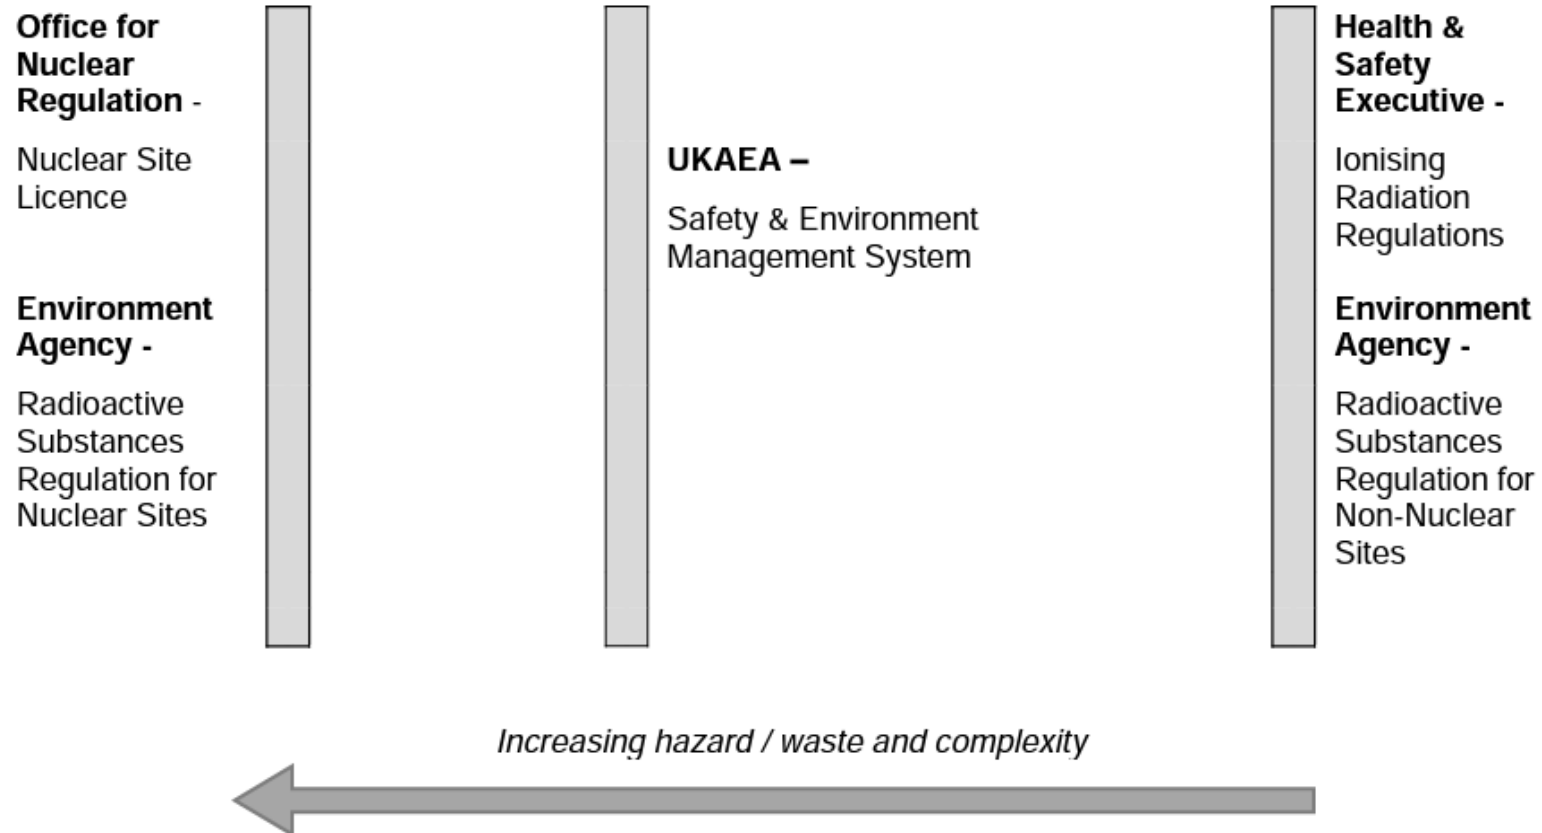 Office for
Nuclear
Regulation -
Nuclear Site
Licence
Environment
Agency -
Radioactive
Substances
Regulation for
Nuclear Sites
UKAEA –
Safety & Environment
Management System
Health &
Safety
Executive -
Ionising
Radiation
Regulations
Environment
Agency -
Radioactive
Substances
Regulation for
Non-Nuclear
Sites
Increasing hazard / waste and complexity